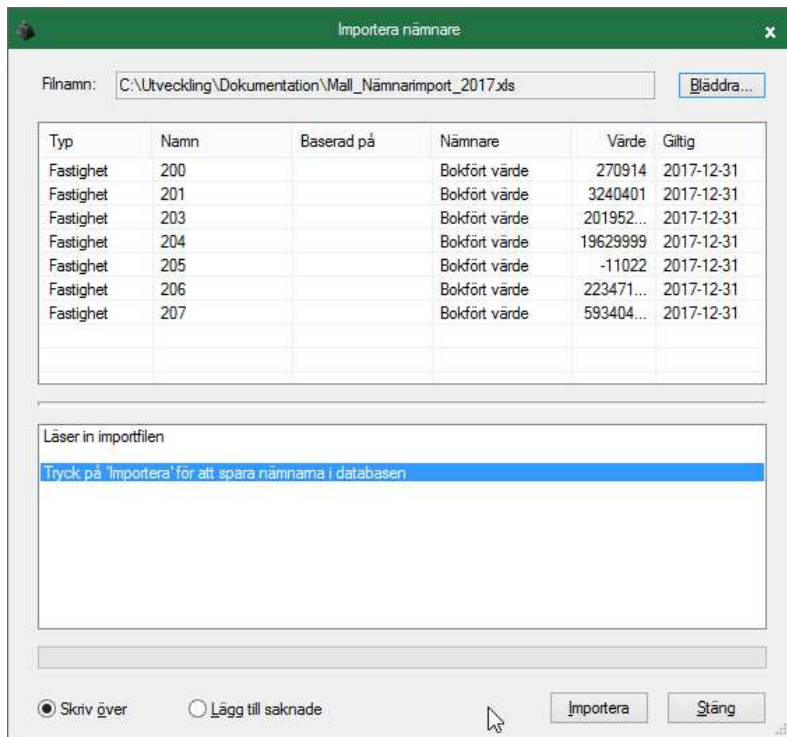 Importera nämnare
x
Filnamn: C:\Utveckling\Dokumentation\Mall_Nämnarimport_2017.xls Bläddra...
Typ Namn Baserad på Nämnare Värde Giltig
Fastighet 200 Bokfört värde 270914 2017-12-31
Fastighet 201 Bokfört värde 3240401 2017-12-31
Fastighet 203 Bokfört värde 201952... 2017-12-31
Fastighet 204 Bokfört värde 19629999 2017-12-31
Fastighet 205 Bokfört värde -11022 2017-12-31
Fastighet 206 Bokfört värde 223471... 2017-12-31
Fastighet 207 Bokfört värde 593404... 2017-12-31
Läser in importfilen
Tryck på 'Importera' för att spara nämnarna i databasen
Skriv över Lägg till saknade Importera Stäng